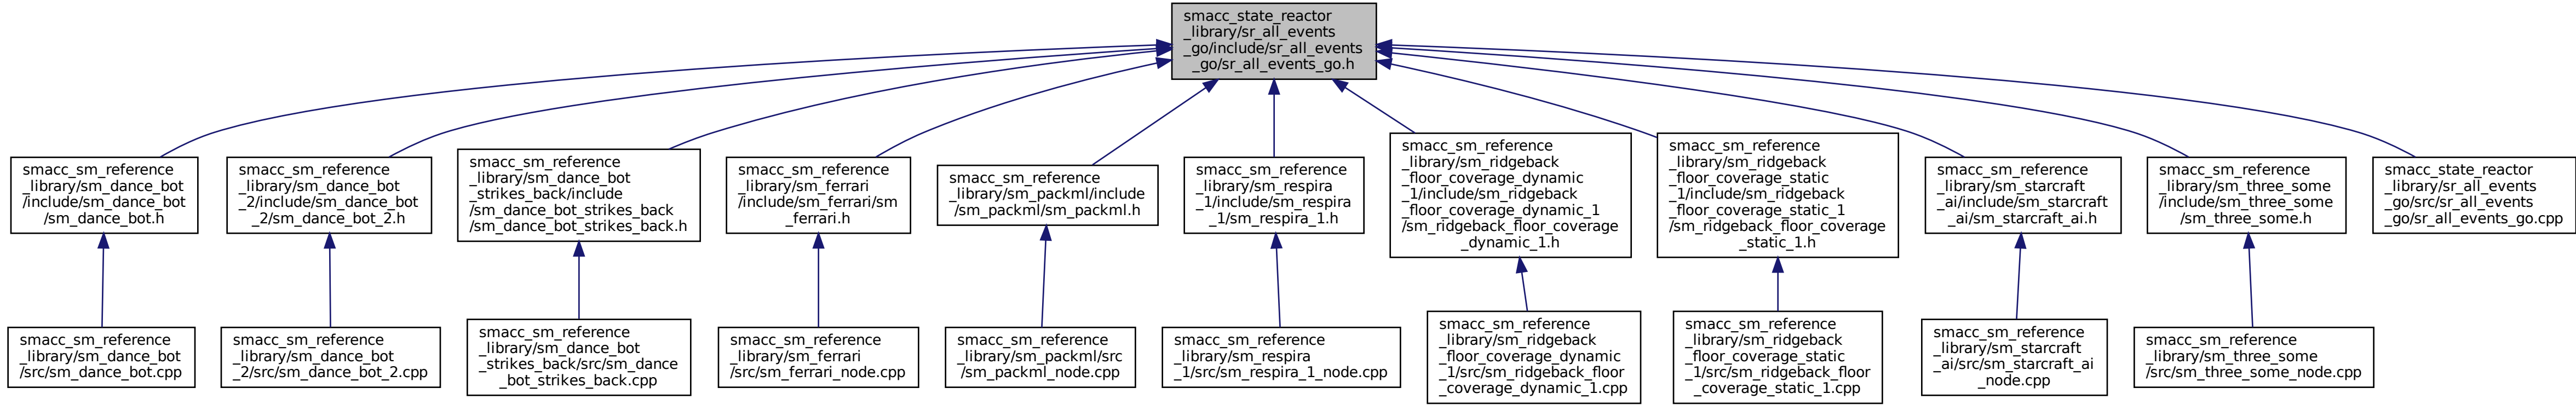 smacc_state_reactor
_library/sr_all_events
_go/include/sr_all_events
_go/sr_all_events_go.h
smacc_sm_reference
_library/sm_dance_bot
/include/sm_dance_bot
/sm_dance_bot.h
smacc_sm_reference
_library/sm_dance_bot
_2/include/sm_dance_bot
_2/sm_dance_bot_2.h
smacc_sm_reference
_library/sm_dance_bot
_strikes_back/include
/sm_dance_bot_strikes_back
/sm_dance_bot_strikes_back.h
smacc_sm_reference
_library/sm_ferrari
/include/sm_ferrari/sm
_ferrari.h
smacc_sm_reference
_library/sm_packml/include
/sm_packml/sm_packml.h
smacc_sm_reference
_library/sm_respira
_1/include/sm_respira
_1/sm_respira_1.h
smacc_sm_reference
_library/sm_ridgeback
_floor_coverage_dynamic
_1/include/sm_ridgeback
_floor_coverage_dynamic_1
/sm_ridgeback_floor_coverage
_dynamic_1.h
smacc_sm_reference
_library/sm_ridgeback
_floor_coverage_static
_1/include/sm_ridgeback
_floor_coverage_static_1
/sm_ridgeback_floor_coverage
_static_1.h
smacc_sm_reference
_library/sm_starcraft
_ai/include/sm_starcraft
_ai/sm_starcraft_ai.h
smacc_sm_reference
_library/sm_three_some
/include/sm_three_some
/sm_three_some.h
smacc_state_reactor
_library/sr_all_events
_go/src/sr_all_events
_go/sr_all_events_go.cpp
smacc_sm_reference
_library/sm_dance_bot
/src/sm_dance_bot.cpp
smacc_sm_reference
_library/sm_dance_bot
_2/src/sm_dance_bot_2.cpp
smacc_sm_reference
_library/sm_dance_bot
_strikes_back/src/sm_dance
_bot_strikes_back.cpp
smacc_sm_reference
_library/sm_ferrari
/src/sm_ferrari_node.cpp
smacc_sm_reference
_library/sm_packml/src
/sm_packml_node.cpp
smacc_sm_reference
_library/sm_respira
_1/src/sm_respira_1_node.cpp
smacc_sm_reference
_library/sm_ridgeback
_floor_coverage_dynamic
_1/src/sm_ridgeback_floor
_coverage_dynamic_1.cpp
smacc_sm_reference
_library/sm_ridgeback
_floor_coverage_static
_1/src/sm_ridgeback_floor
_coverage_static_1.cpp
smacc_sm_reference
_library/sm_starcraft
_ai/src/sm_starcraft_ai
_node.cpp
smacc_sm_reference
_library/sm_three_some
/src/sm_three_some_node.cpp